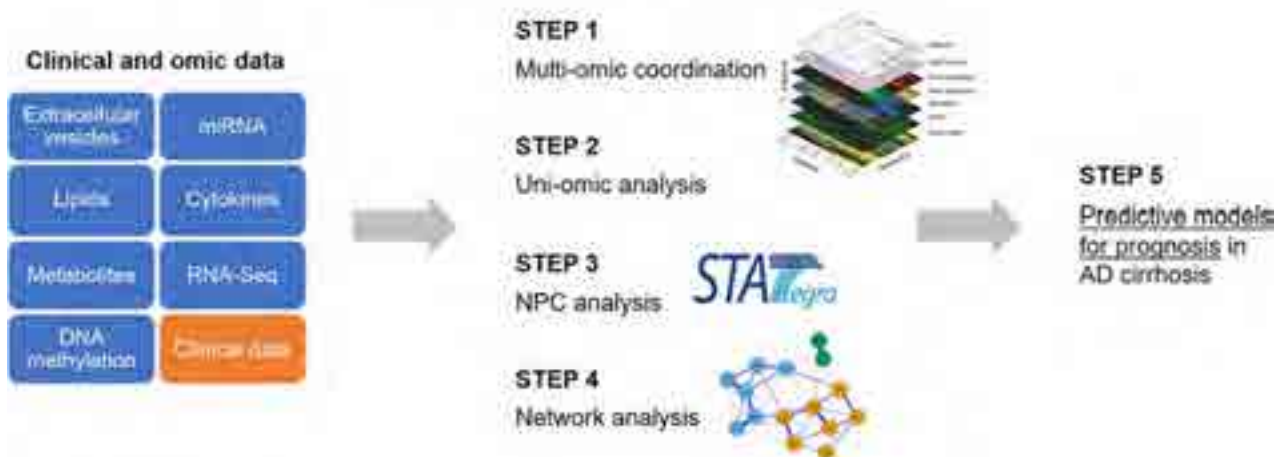 Clinical and omic data
Extracellular
vesicles
miRNA
Lipids
Cytokines
Metabolites
RNA-Seq
DNA
methylation
Clinical data
STEP 1
Multi-omic coordination
STEP 2
Uni-omic analysis
STEP 3
NPC analysis
STATegra
STEP 4
Network analysis
STEP 5
Predictive models
for prognosis in
AD cirrhosis